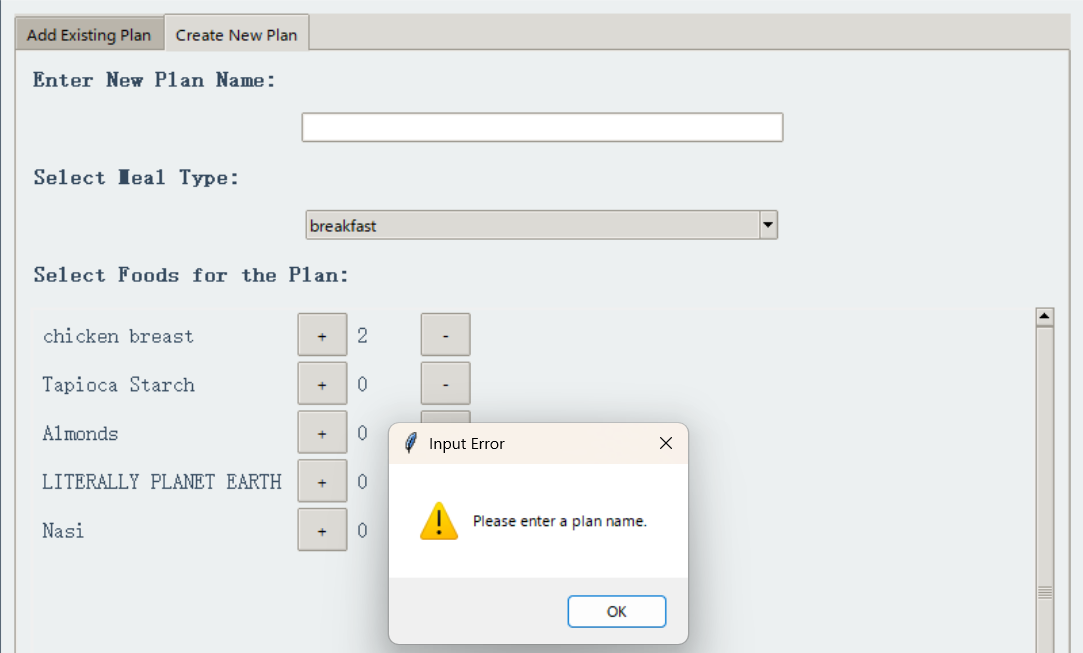 Add Existing Plan Create New Plan
Enter New Plan Name:
Select Meal Type:
breakfast
Select Foods for the Plan:
chicken breast + 2 -
Tapioca Starch + 0 -
Almonds + 0
LITERALLY PLANET EARTH + 0
Nasi + 0
Input Error
Please enter a plan name.
OK